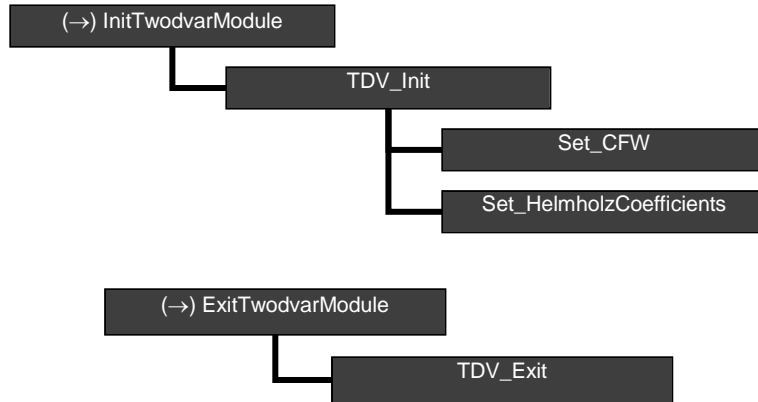 (→) InitTwodvarModule
TDV_Init
Set_CFW
Set_HelmholzCoefficients
(→) ExitTwodvarModule
TDV_Exit